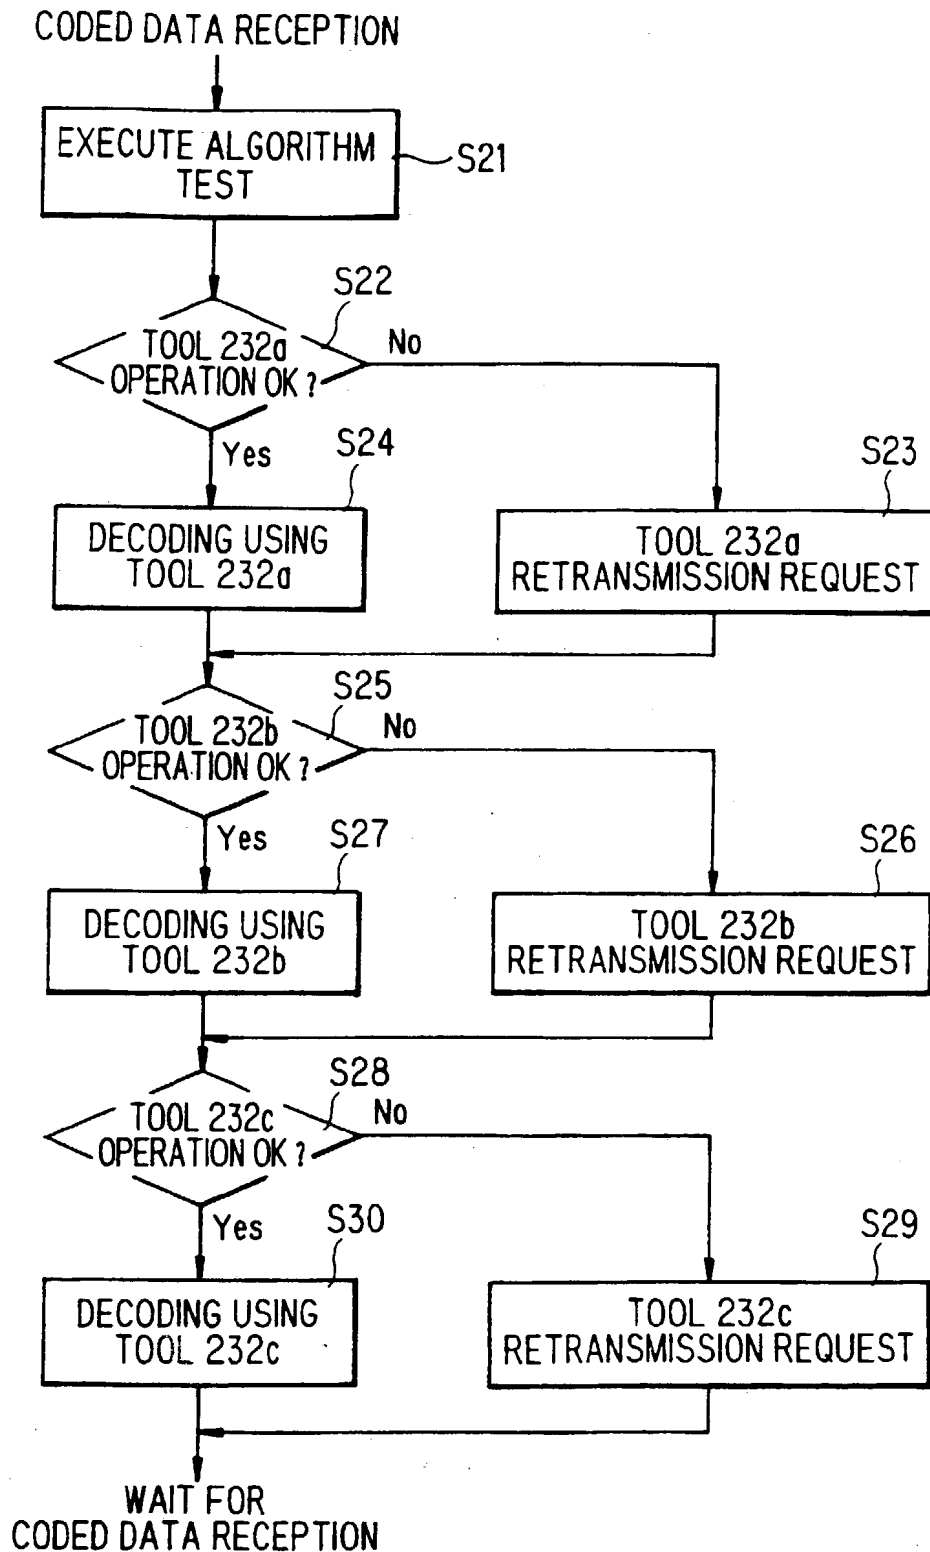 CODED DATA RECEPTION
EXECUTE ALGORITHM
TEST
S21
S22
TOOL 232a
OPERATION OK ?
No
Yes
S24
S23
DECODING USING
TOOL 232a
TOOL 232a
RETRANSMISSION REQUEST
S25
TOOL 232b
OPERATION OK ?
No
Yes
S27
S26
DECODING USING
TOOL 232b
TOOL 232b
RETRANSMISSION REQUEST
S28
TOOL 232c
OPERATION OK ?
No
Yes
S30
S29
DECODING USING
TOOL 232c
TOOL 232c
RETRANSMISSION REQUEST
WAIT FOR
CODED DATA RECEPTION